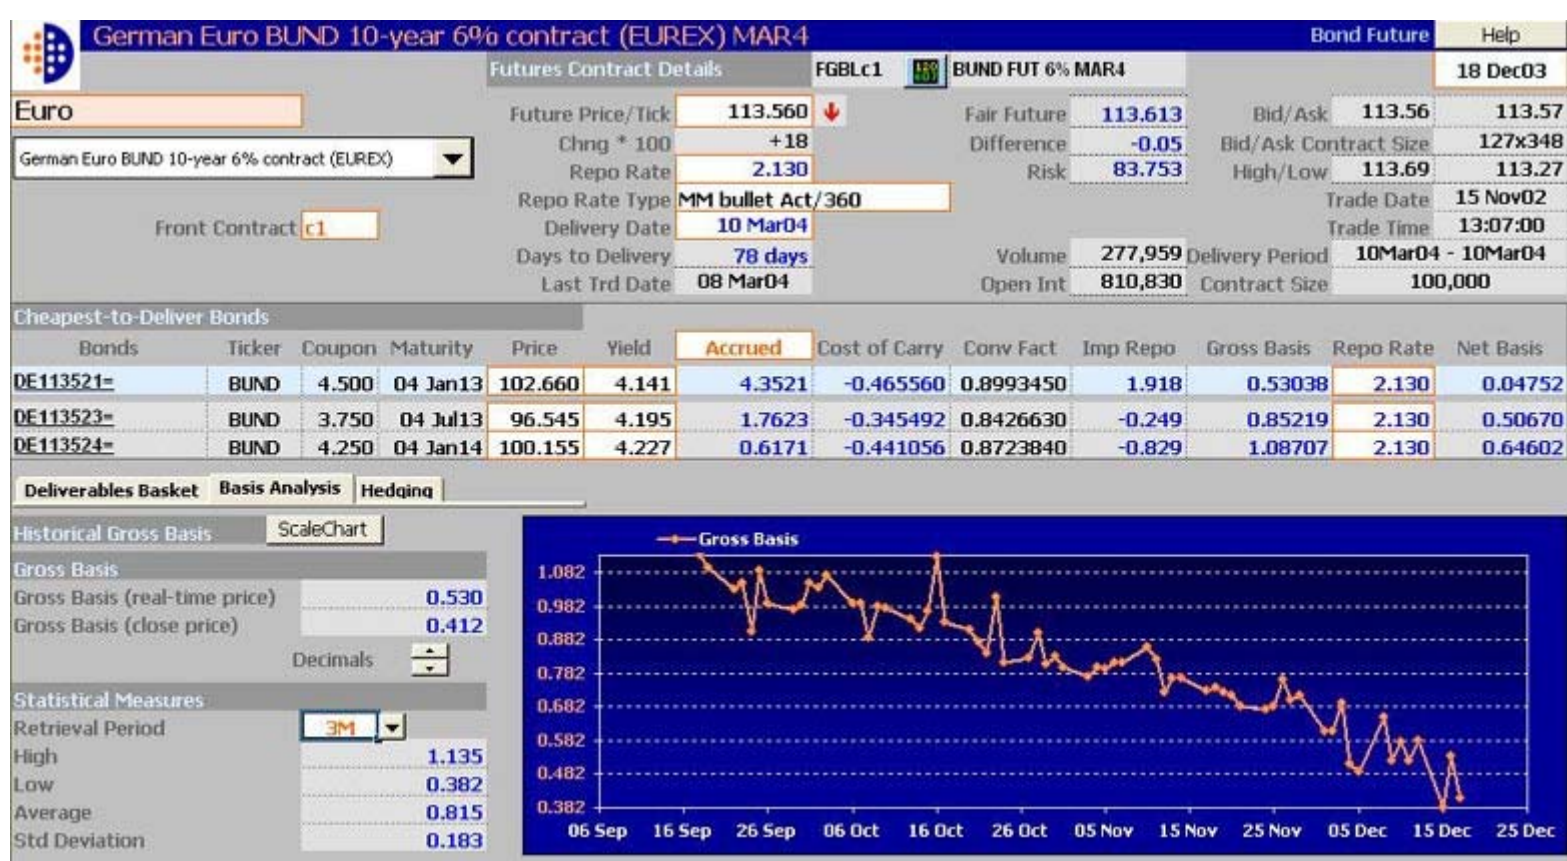 German Euro BUND 10-year 6% contract (EUREX) MAR4 Bond Future Help
Futures Contract Details FGBLc1 BUND FUT 6% MAR4 18 Dec03
Euro Future Price/Tick 113.560 Fair Future 113.613 Bid/Ask 113.56 113.57
German Euro BUND 10-year 6% contract (EUREX) Chng * 100 +18 Difference -0.05 Bid/Ask Contract Size 127x348
Repo Rate 2.130 Risk 83.753 High/Low 113.69 113.27
Repo Rate Type MM bullet Act/360 Trade Date 15 Nov02
Front Contract c1 Delivery Date 10 Mar04 Trade Time 13:07:00
Days to Delivery 78 days Volume 277,959 Delivery Period 10Mar04 - 10Mar04
Last Trd Date 08 Mar04 Open Int 810,830 Contract Size 100,000
Cheapest-to-Deliver Bonds
Bonds Ticker Coupon Maturity Price Yield Accrued Cost of Carry Conv Fact Imp Repo Gross Basis Repo Rate Net Basis
DE113521= BUND 4.500 04 Jan13 102.660 4.141 4.3521 -0.465560 0.8993450 1.918 0.53038 2.130 0.04752
DE113523= BUND 3.750 04 Jul13 96.545 4.195 1.7623 -0.345492 0.8426630 -0.249 0.85219 2.130 0.50670
DE113524= BUND 4.250 04 Jan14 100.155 4.227 0.6171 -0.441056 0.8723840 -0.829 1.08707 2.130 0.64602
Deliverables Basket Basis Analysis Hedging
Historical Gross Basis ScaleChart
Gross Basis
Gross Basis (real-time price) 0.530
Gross Basis (close price) 0.412
Decimals
Statistical Measures
Retrieval Period 3M
High 1.135
Low 0.382
Average 0.815
Std Deviation 0.183
Gross Basis
1.082
0.982
0.882
0.782
0.682
0.582
0.482
0.382
06 Sep 16 Sep 26 Sep 06 Oct 16 Oct 26 Oct 05 Nov 15 Nov 25 Nov 05 Dec 15 Dec 25 Dec